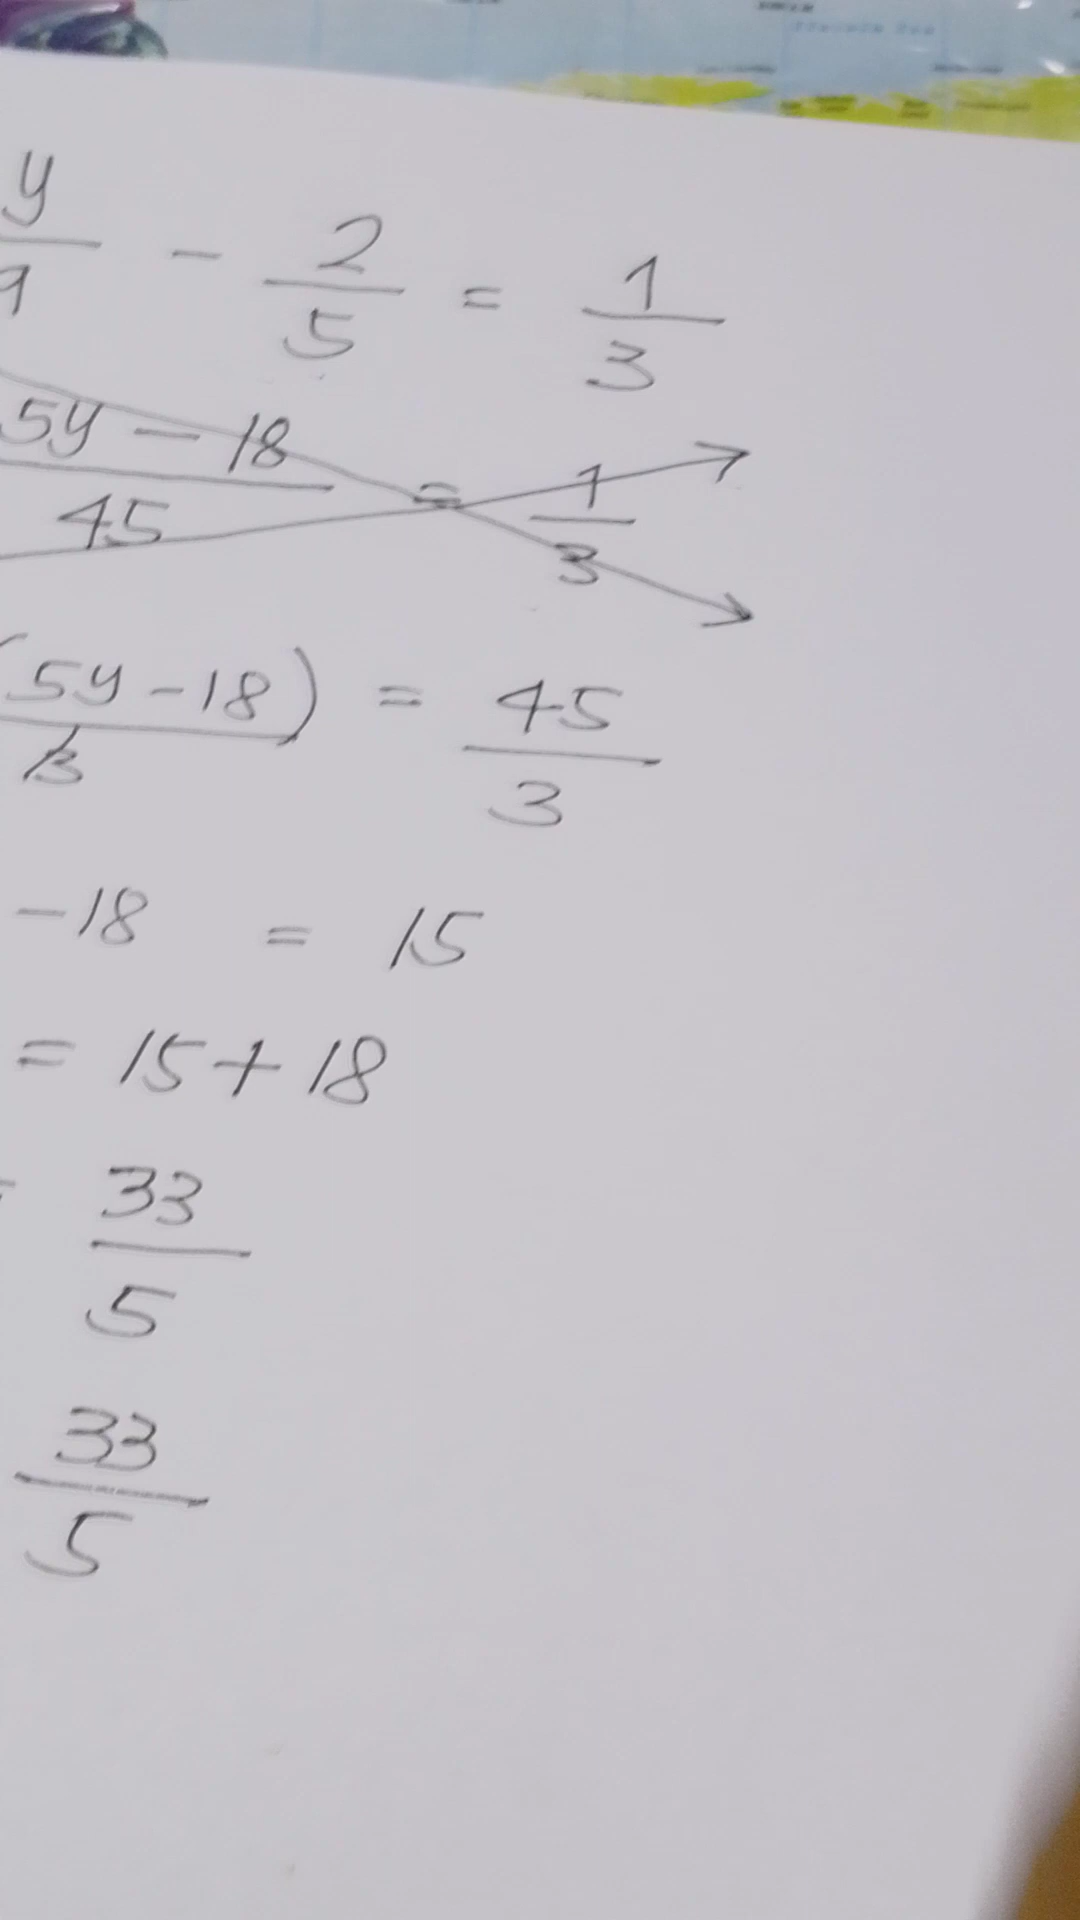 y/9 - 2/5 = 1/3
5y - 18/45 = 1/3
(5y - 18)/3 = 45/3
-18 = 15
= 15 + 18
= 33/5
33/5